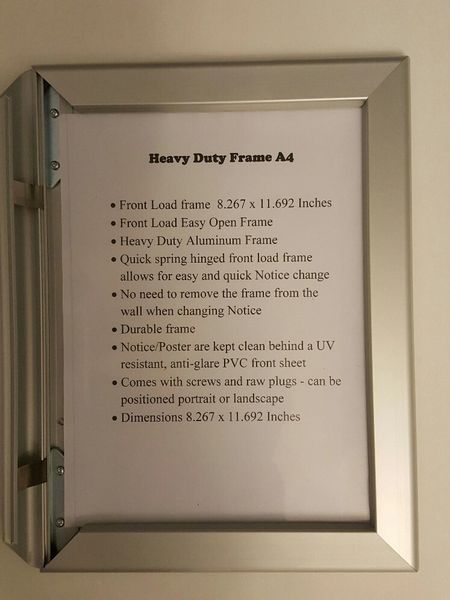 Heavy Duty Frame A4
• Front Load frame 8.267 x 11.692 Inches
• Front Load Easy Open Frame
• Heavy Duty Aluminum Frame
• Quick spring hinged front load frame
allows for easy and quick Notice change
• No need to remove the frame from the
wall when changing Notice
• Durable frame
• Notice/Poster are kept clean behind a UV
resistant, anti-glare PVC front sheet
• Comes with screws and raw plugs - can be
positioned portrait or landscape
• Dimensions 8.267 x 11.692 Inches